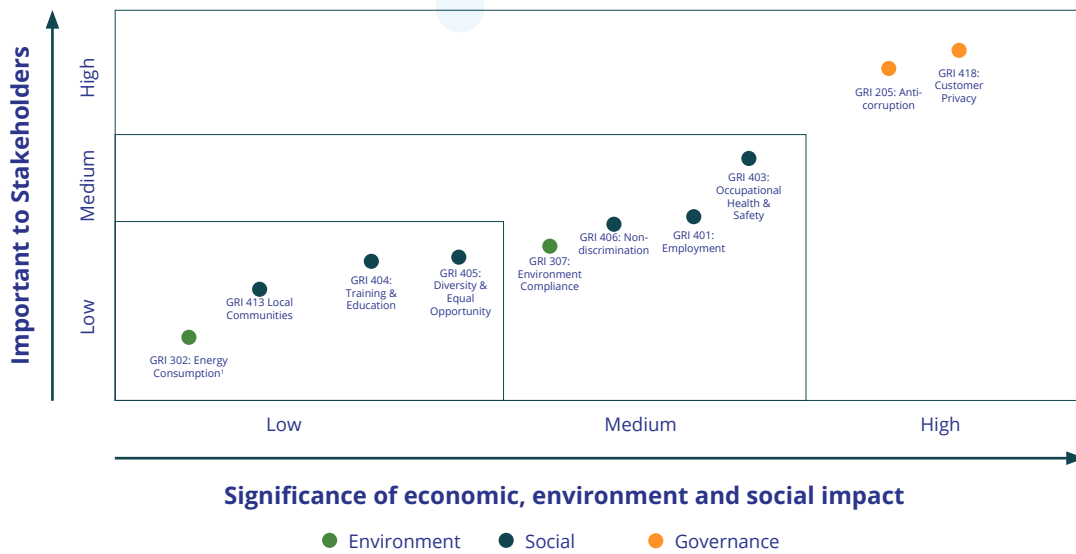 Important to Stakeholders
High
Medium
Low
GRI 205: Anti-
corruption
GRI 418:
Customer
Privacy
GRI 403:
Occupational
Health &
Safety
GRI 401:
Employment
GRI 406: Non-
discrimination
GRI 307:
Environment
Compliance
GRI 405:
Diversity &
Equal
Opportunity
GRI 404:
Training &
Education
GRI 413 Local
Communities
GRI 302: Energy
Consumption¹
Low
Medium
High
Significance of economic, environment and social impact
Environment
Social
Governance